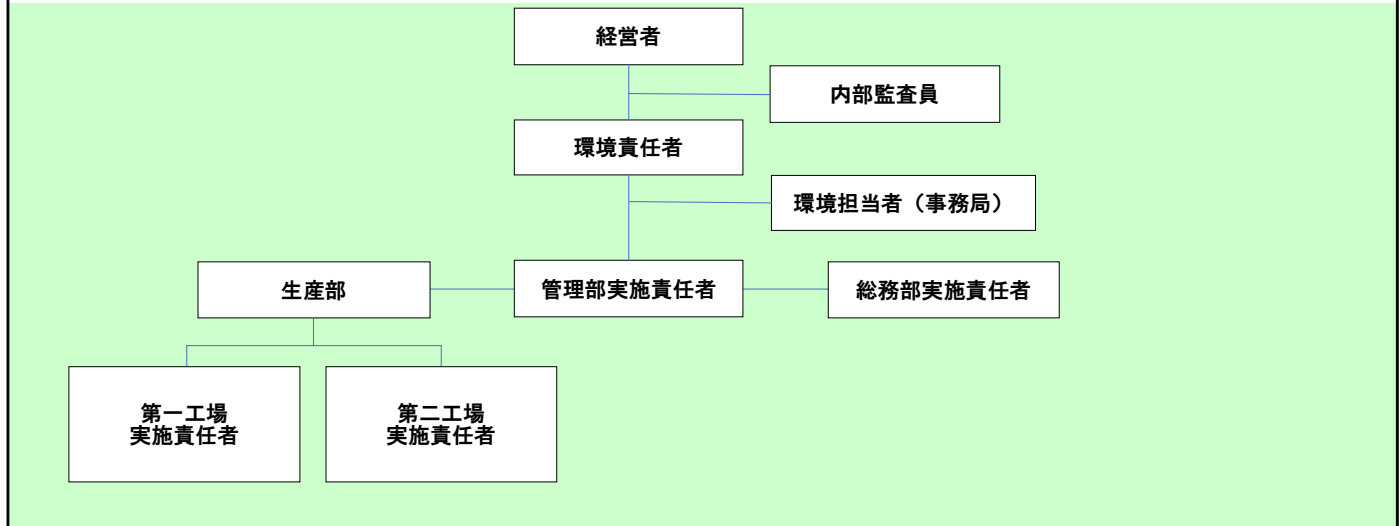 経営者
内部監査員
環境責任者
環境担当者（事務局）
生産部
管理部実施責任者
総務部実施責任者
第一工場
実施責任者
第二工場
実施責任者